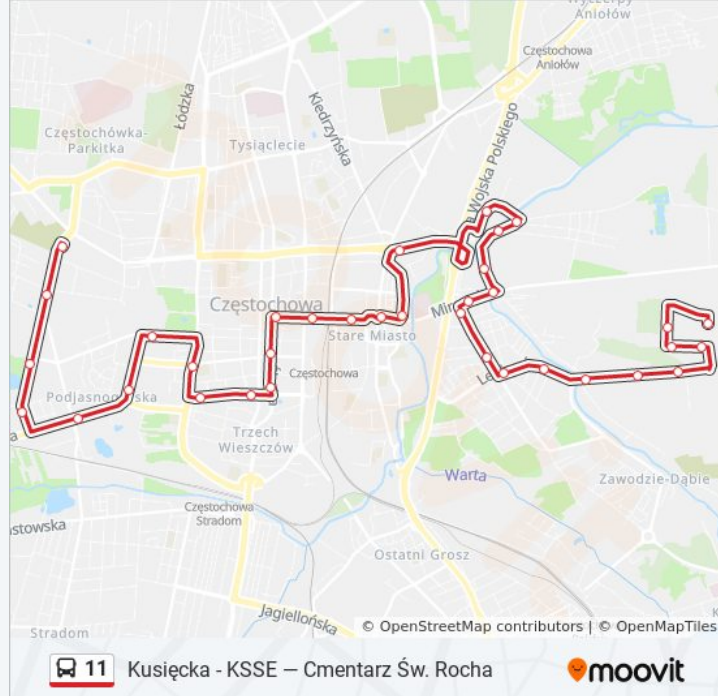 Wyczerpy
Aniołów
Częstochowa
Aniołów
Łódzka
Kiedrzyńska
Częstochówka-
Parkitka
Tysiąclecie
a Wojska Polskiego
Częstochowa
Mir
Stare Miasto
Częstochowa
Podjasnogórska
Trzech
Wieszczów
Warta
Zawodzie-Dąbie
Częstochowa
Stradom
stowska
Ostatni Grosz
Jagiellońska
Stradom
© OpenStreetMap contributors | © OpenMapTiles
11 Kusięcka - KSSE — Cmentarz Św. Rocha
moovit